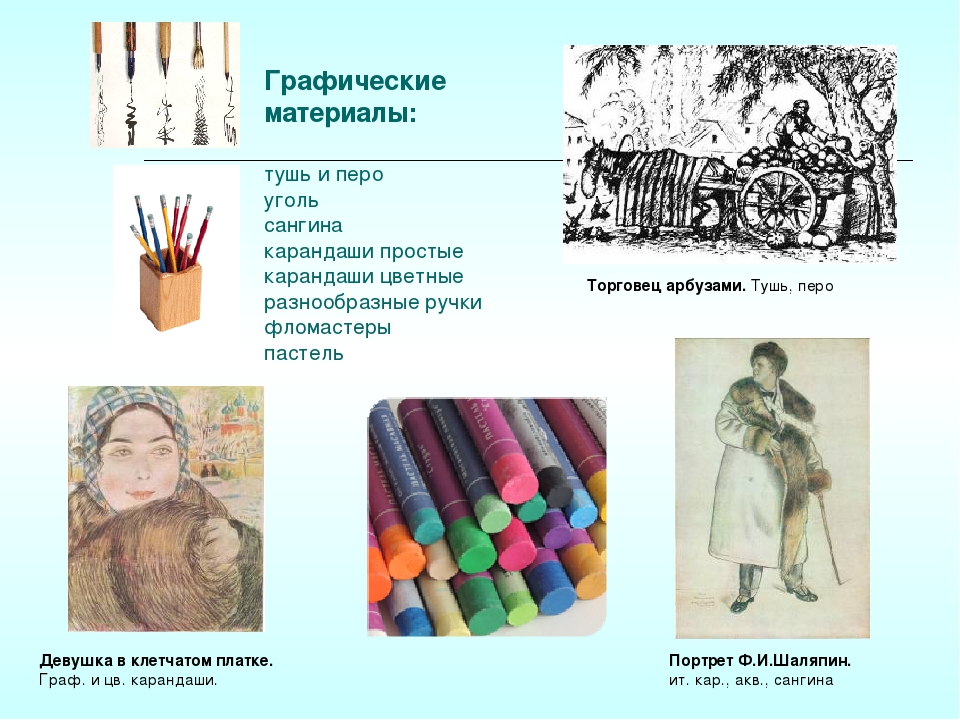 Графические
материалы:
тушь и перо
уголь
сангина
карандаши простые
карандаши цветные
разнообразные ручки
фломастеры
пастель
Торговец арбузами. Тушь, перо
Девушка в клетчатом платке.
Граф. и цв. карандаши.
Портрет Ф.И.Шаляпин.
ит. кар., акв., сангина